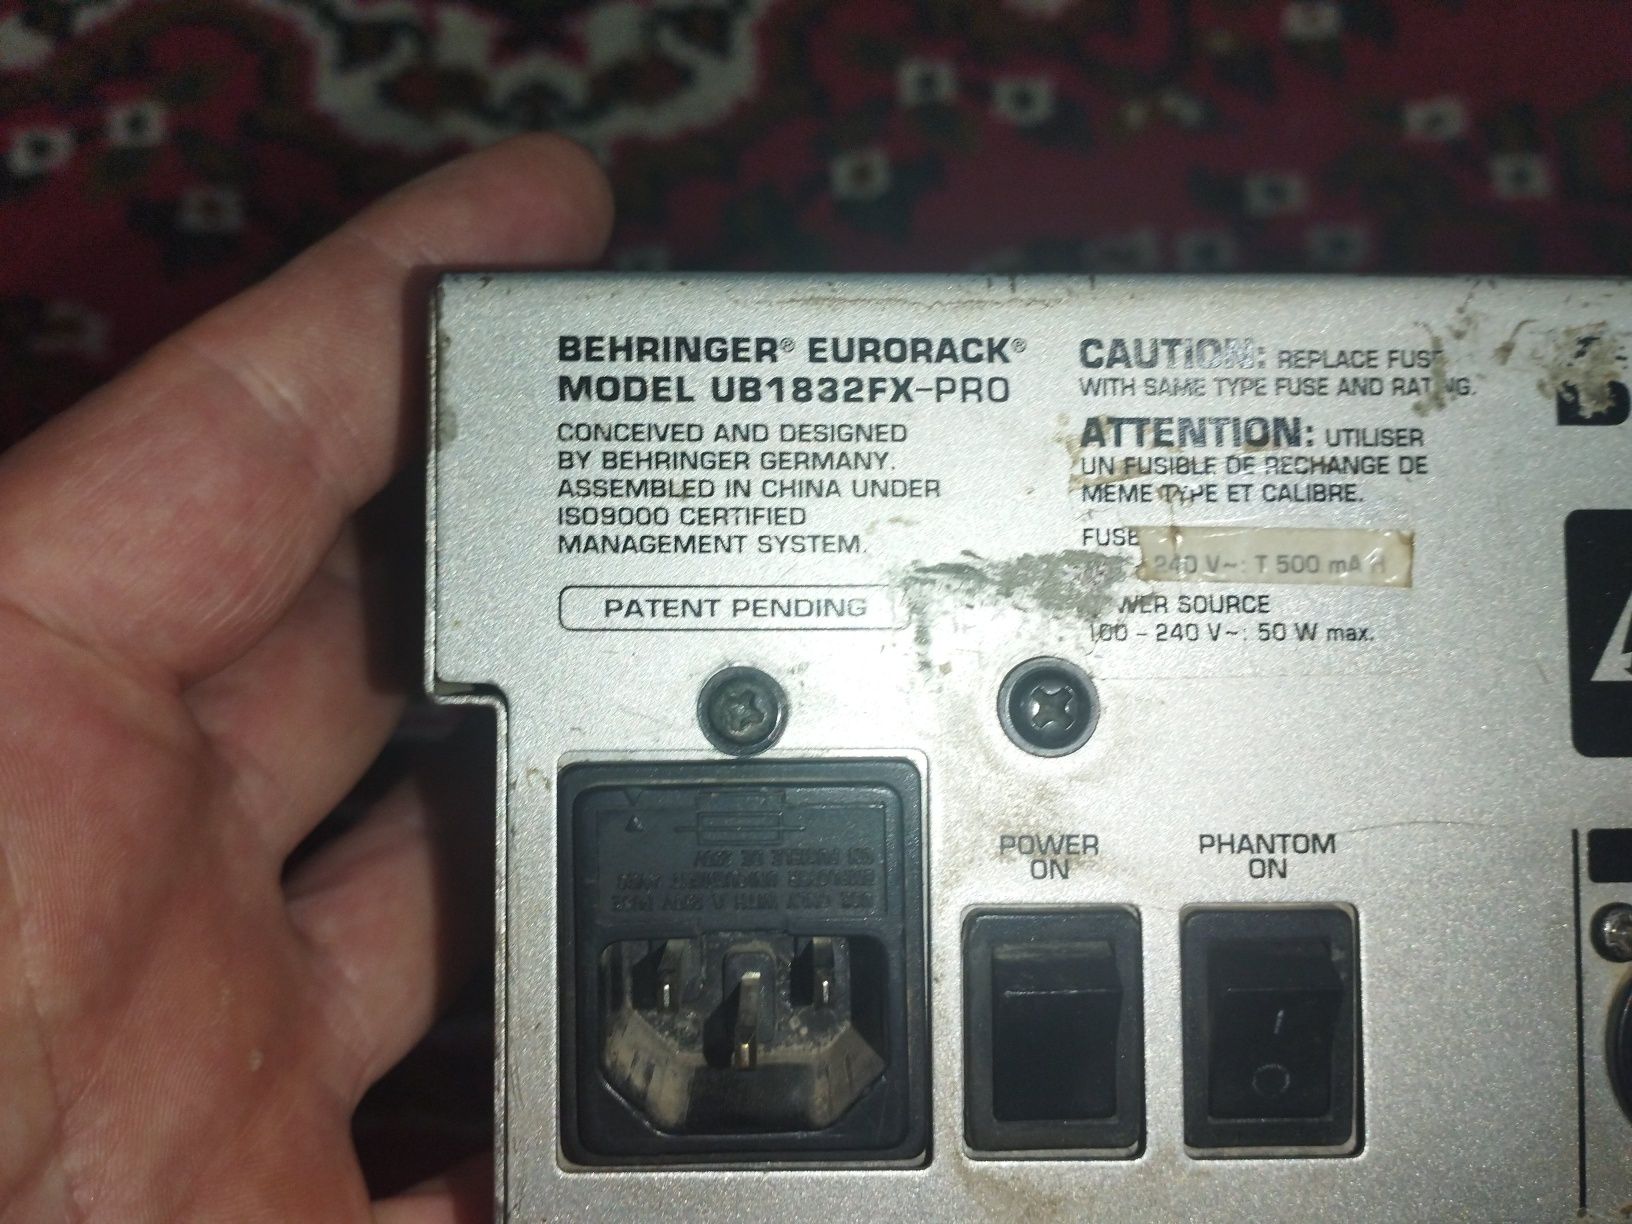 BEHRINGER® EURORACK®
MODEL UB1832FX-PRO
CONCEIVED AND DESIGNED
BY BEHRINGER GERMANY.
ASSEMBLED IN CHINA UNDER
ISO9000 CERTIFIED
MANAGEMENT SYSTEM.
PATENT PENDING
CAUTION: REPLACE FUSE
WITH SAME TYPE FUSE AND RATING.
ATTENTION: UTILISER
UN FUSIBLE DE RECHANGE DE
MEME TYPE ET CALIBRE.
FUSE
240 V~: T 500 mA H
POWER SOURCE
100 – 240 V~: 50 W max.
POWER
ON
PHANTOM
ON